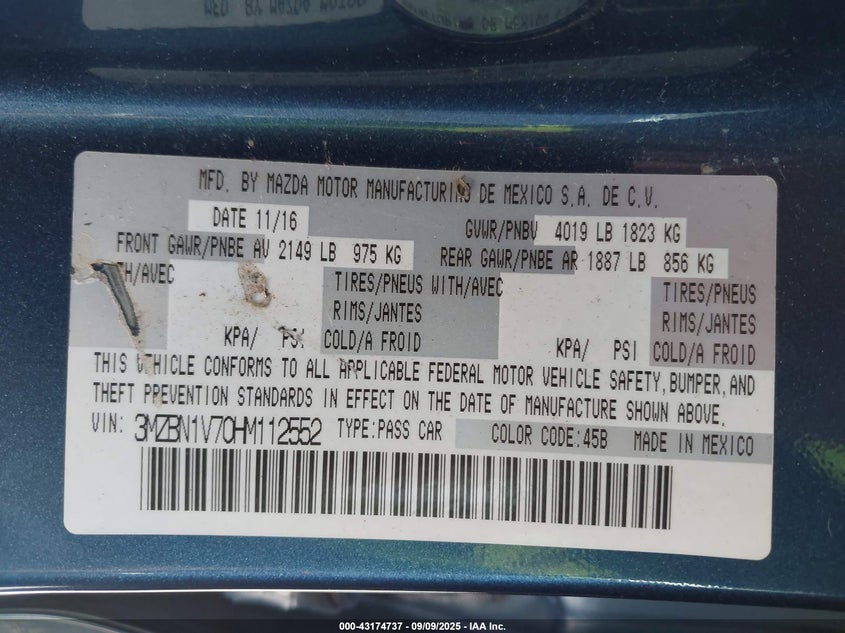 MFD. BY MAZDA MOTOR MANUFACTURING DE MEXICO S.A. DE C.V.
DATE 11/16 GVWR/PNBV 4019 LB 1823 KG
FRONT GAWR/PNBE AV 2149 LB 975 KG REAR GAWR/PNBE AR 1887 LB 856 KG
TIRES/PNEUS WITH/AVEC TIRES/PNEUS
RIMS/JANTES RIMS/JANTES
KPA/ PSI COLD/A FROID KPA/ PSI COLD/A FROID
THIS VEHICLE CONFORMS TO ALL APPLICABLE FEDERAL MOTOR VEHICLE SAFETY, BUMPER, AND
THEFT PREVENTION STANDARDS IN EFFECT ON THE DATE OF MANUFACTURE SHOWN ABOVE.
VIN: 3MZBN1V70HM112552 TYPE:PASS CAR COLOR CODE:45B MADE IN MEXICO
000-43174737 - 09/09/2025 - IAA Inc.